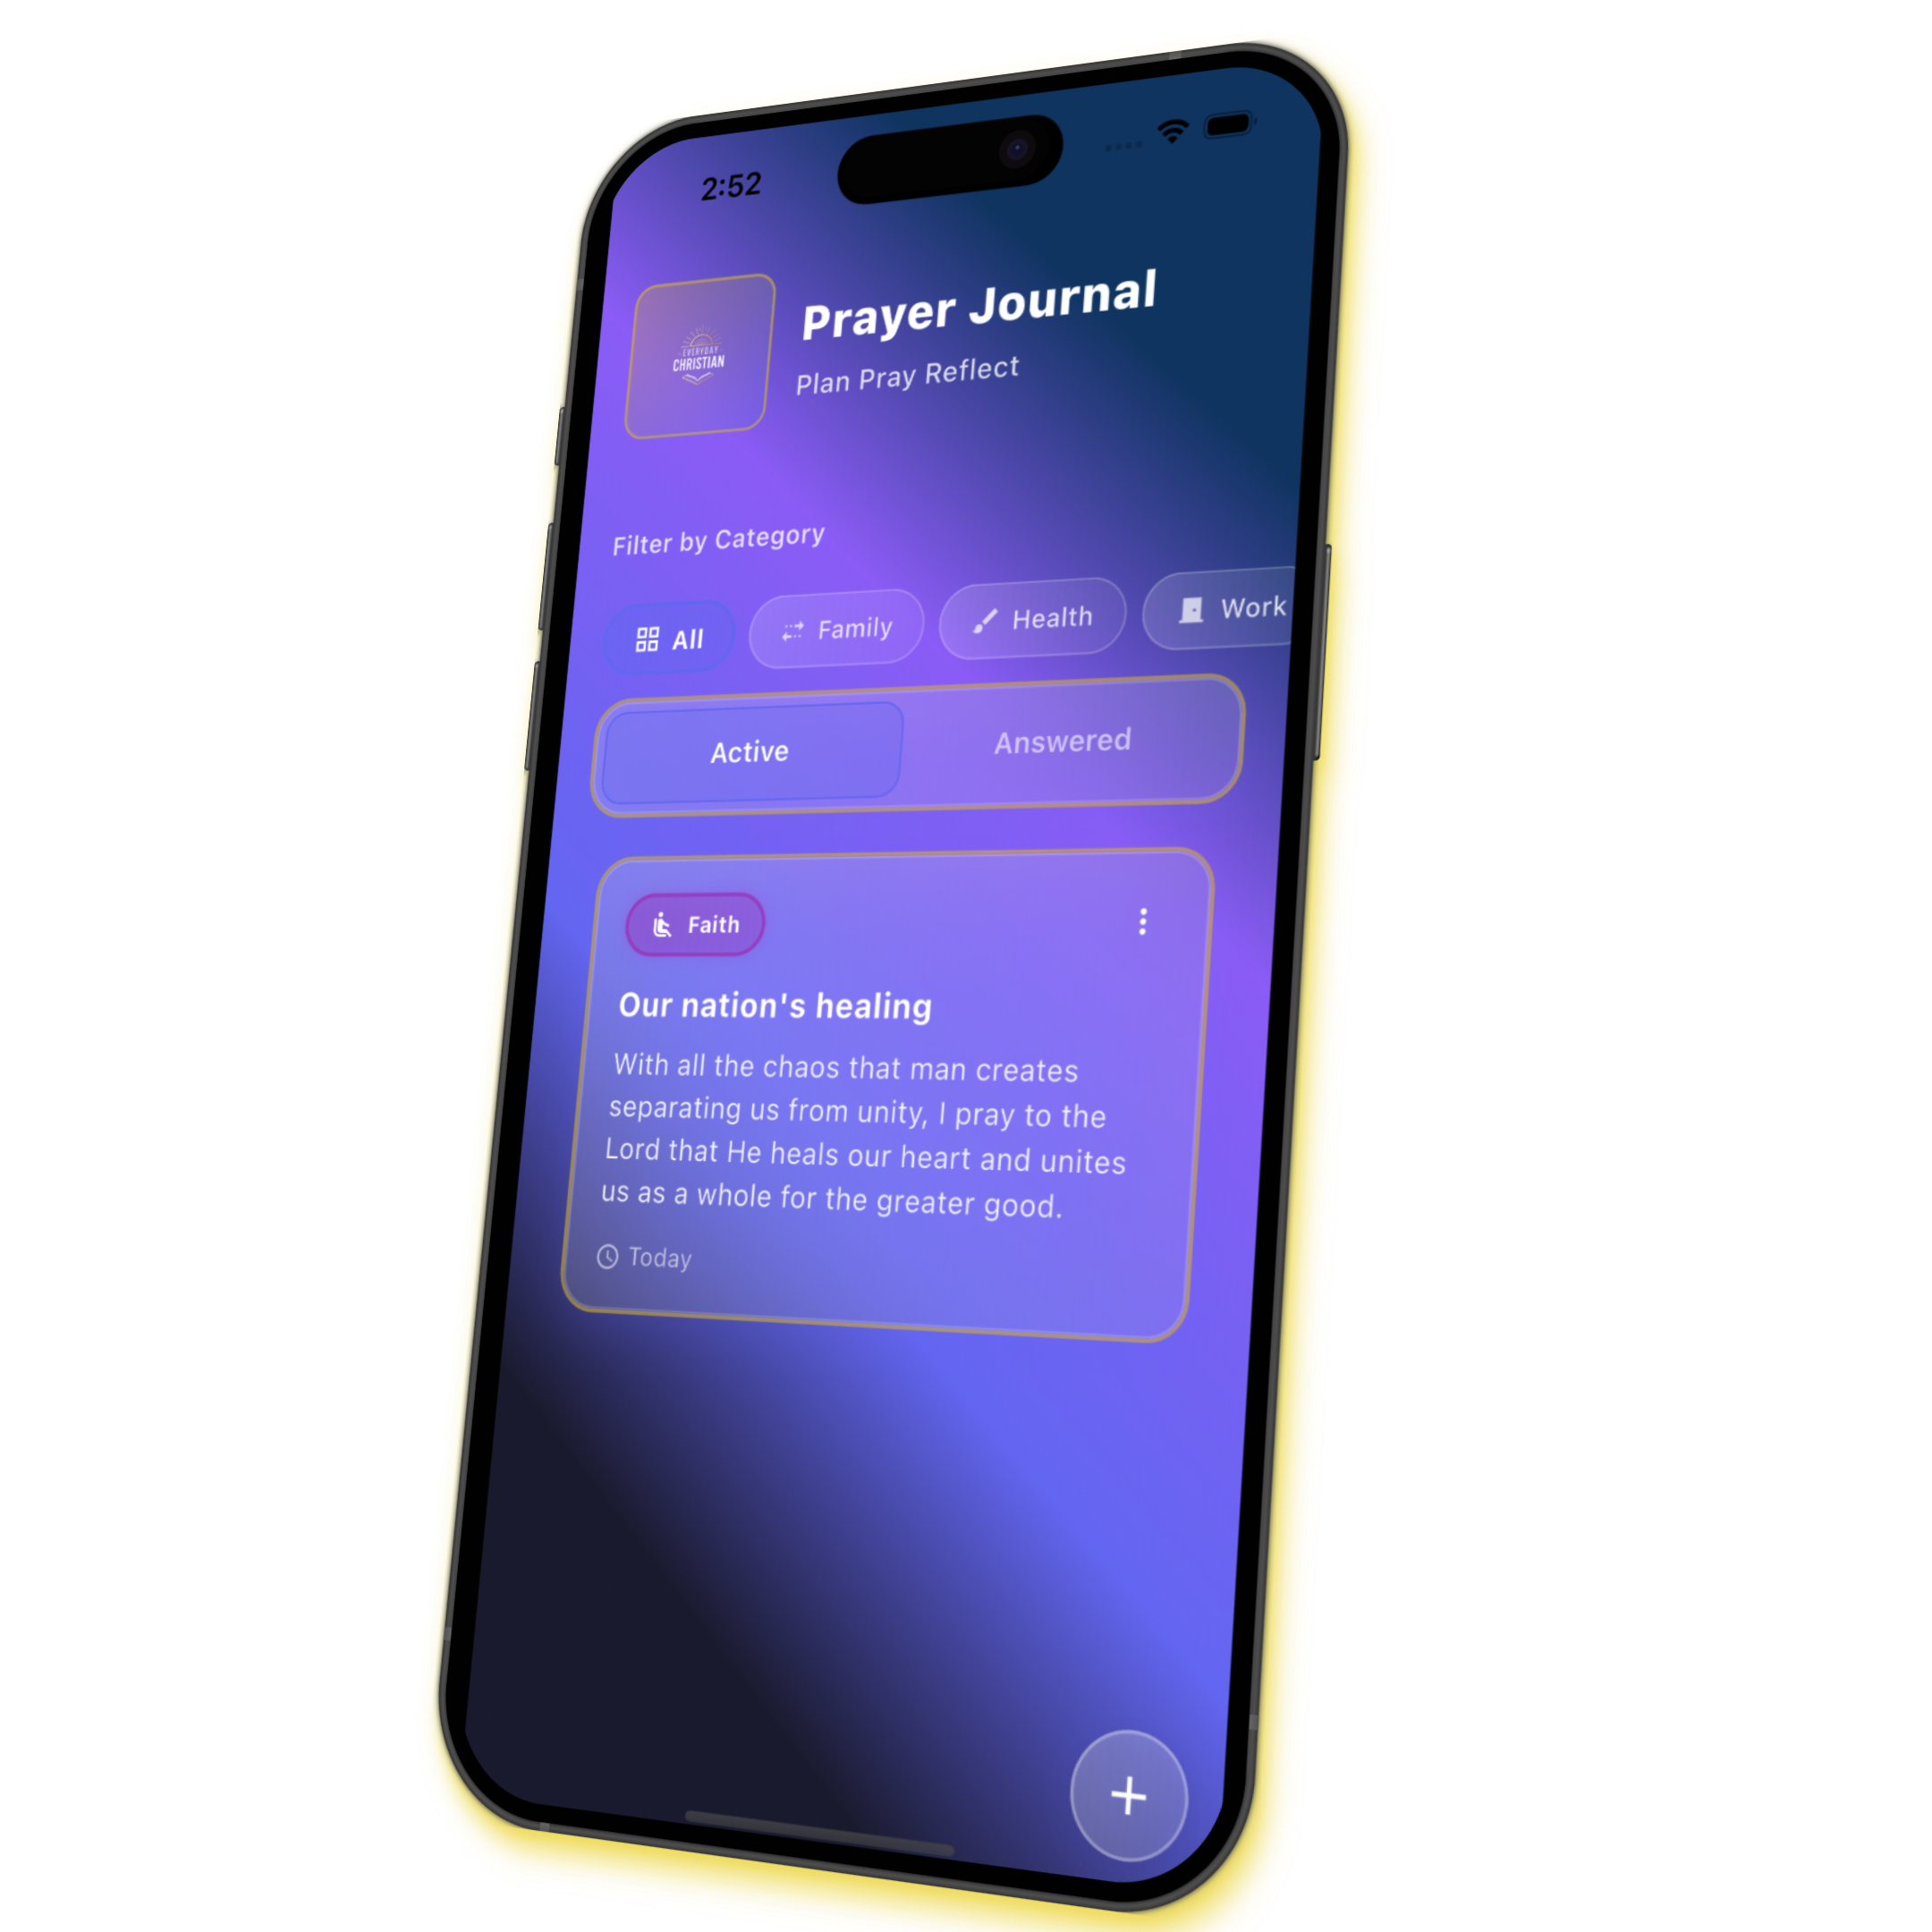 2:52
EVERYDAY
CHRISTIAN
Prayer Journal
Plan Pray Reflect
Filter by Category
All
Family
Health
Work
Active
Answered
Faith
Our nation's healing
With all the chaos that man creates
separating us from unity, I pray to the
Lord that He heals our heart and unites
us as a whole for the greater good.
Today